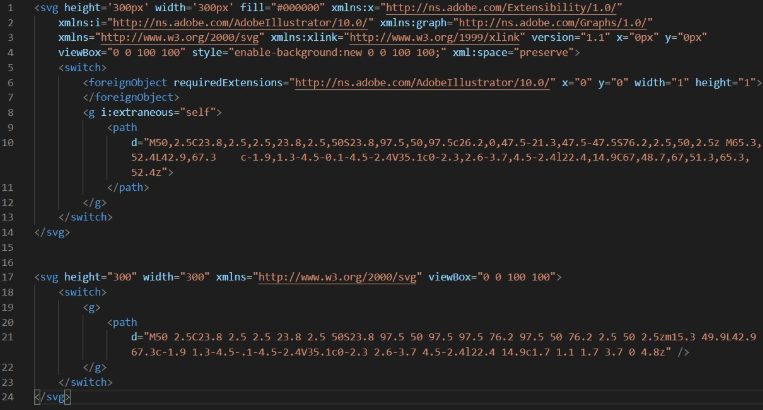 1 <svg height='300px' width='300px' fill="#000000" xmlns:x="http://ns.adobe.com/Extensibility/1.0/"
2 xmlns:i="http://ns.adobe.com/AdobeIllustrator/10.0/" xmlns:graph="http://ns.adobe.com/Graphs/1.0/"
3 xmlns="http://www.w3.org/2000/svg" xmlns:xlink="http://www.w3.org/1999/xlink" version="1.1" x="0px" y="0px"
4 viewBox="0 0 100 100" style="enable-background:new 0 0 100 100;" xml:space="preserve">
5 <switch>
6 <foreignObject requiredExtensions="http://ns.adobe.com/AdobeIllustrator/10.0/" x="0" y="0" width="1" height="1">
7 </foreignObject>
8 <g i:extraneous="self">
9 <path
10 d="M50,2.5C23.8,2.5,2.5,23.8,2.5,50S23.8,97.5,50,97.5c26.2,0,47.5-21.3,47.5-47.5S76.2,2.5,50,2.5z M65.3,
52.4L42.9,67.3 c-1.9,1.3-4.5-0.1-4.5-2.4V35.1c0-2.3,2.6-3.7,4.5-2.4l22.4,14.9C67,48.7,67,51.3,65.3,
52.4z">
11 </path>
12 </g>
13 </switch>
14 </svg>
15
16
17 <svg height="300" width="300" xmlns="http://www.w3.org/2000/svg" viewBox="0 0 100 100">
18 <switch>
19 <g>
20 <path
21 d="M50 2.5C23.8 2.5 2.5 23.8 2.5 50S23.8 97.5 50 97.5 97.5 76.2 97.5 50 76.2 2.5 50 2.5zm15.3 49.9L42.9
67.3c-1.9 1.3-4.5-.1-4.5-2.4V35.1c0-2.3 2.6-3.7 4.5-2.4l22.4 14.9c1.7 1.1 1.7 3.7 0 4.8z" />
22 </g>
23 </switch>
24 </svg>